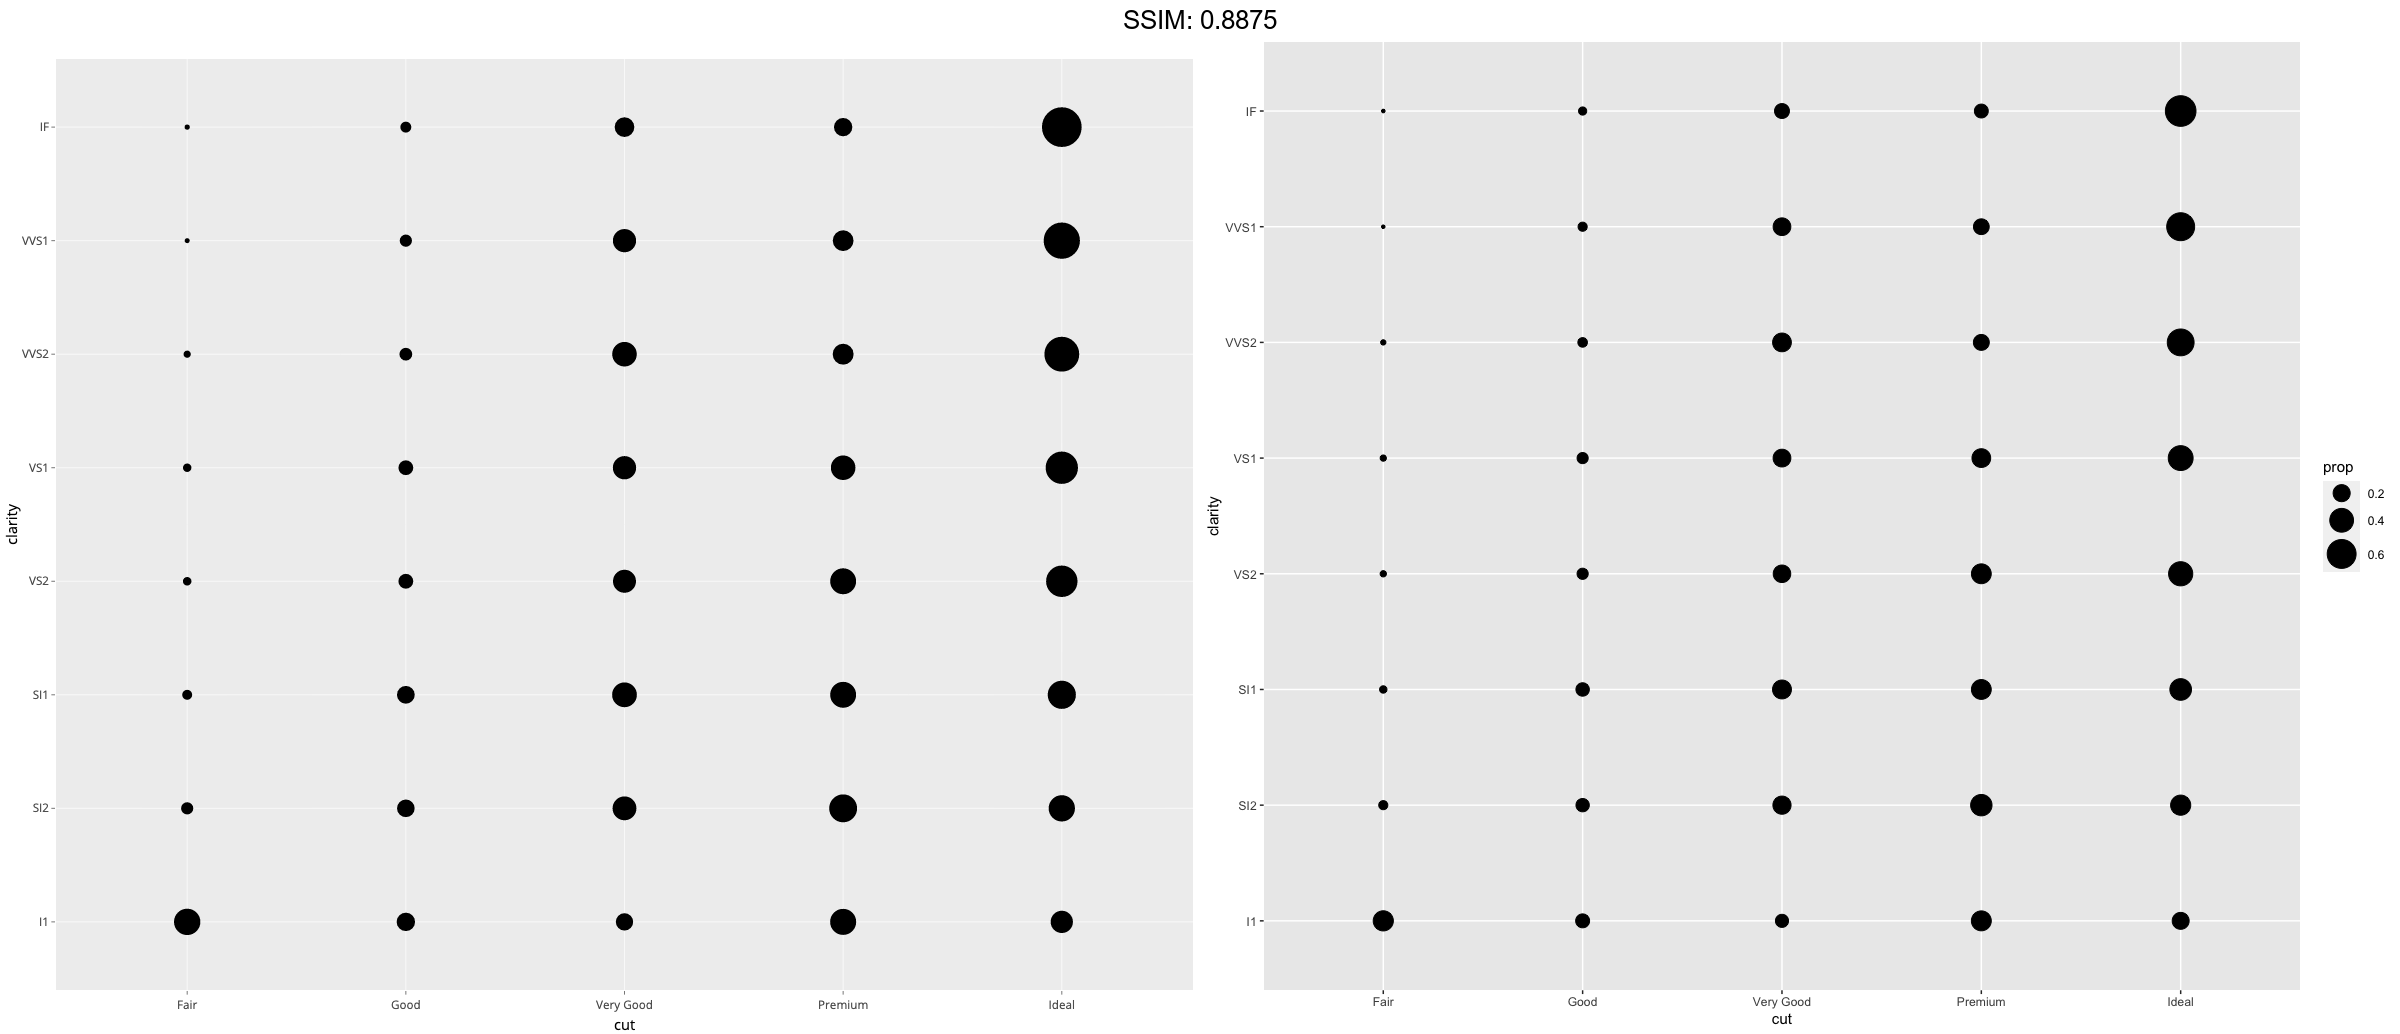 SSIM: 0.8875
IF
VVS1
VVS2
VS1
VS2
SI1
SI2
I1
clarity
Fair Good Very Good Premium Ideal
cut
IF
VVS1
VVS2
VS1
VS2
SI1
SI2
I1
clarity
Fair Good Very Good Premium Ideal
cut
prop
0.2
0.4
0.6